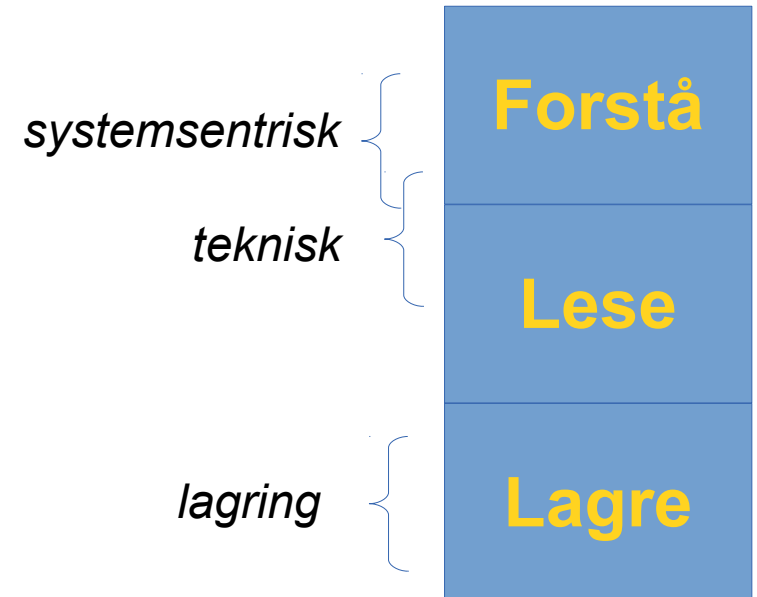 Forstå
systemsentrisk
teknisk
Lese
lagring
Lagre